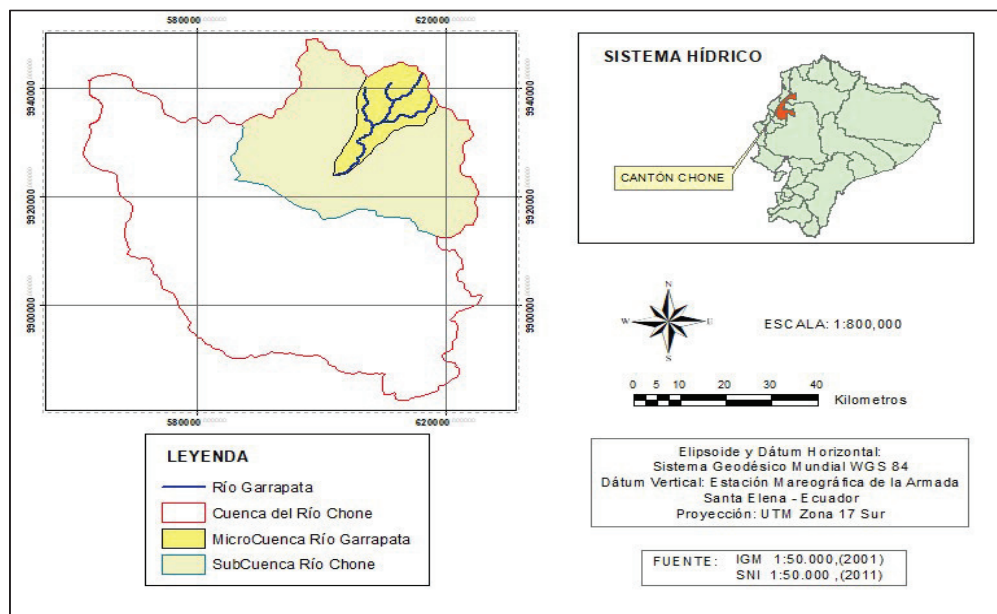 580000
620000
9940000
9940000
9920000
9920000
9900000
9900000
580000
620000
SISTEMA HÍDRICO
CANTÓN CHONE
N
W
U
S
ESCALA: 1:800,000
0 5 10 20 30 40
Kilometros
LEYENDA
Río Garrapata
Cuenca del Río Chone
MicroCuenca Río Garrapata
SubCuenca Río Chone
Elipsoide y Dátum Horizontal:
Sistema Geodésico Mundial WGS 84
Dátum Vertical: Estación Mareográfica de la Armada
Santa Elena - Ecuador
Proyección: UTM Zona 17 Sur
FUENTE: IGM 1:50.000,(2001)
SNI 1:50.000 ,(2011)